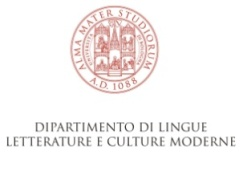 ALMA MATER STUDIORUM
A.D. 1088
DIPARTIMENTO DI LINGUE
LETTERATURE E CULTURE MODERNE